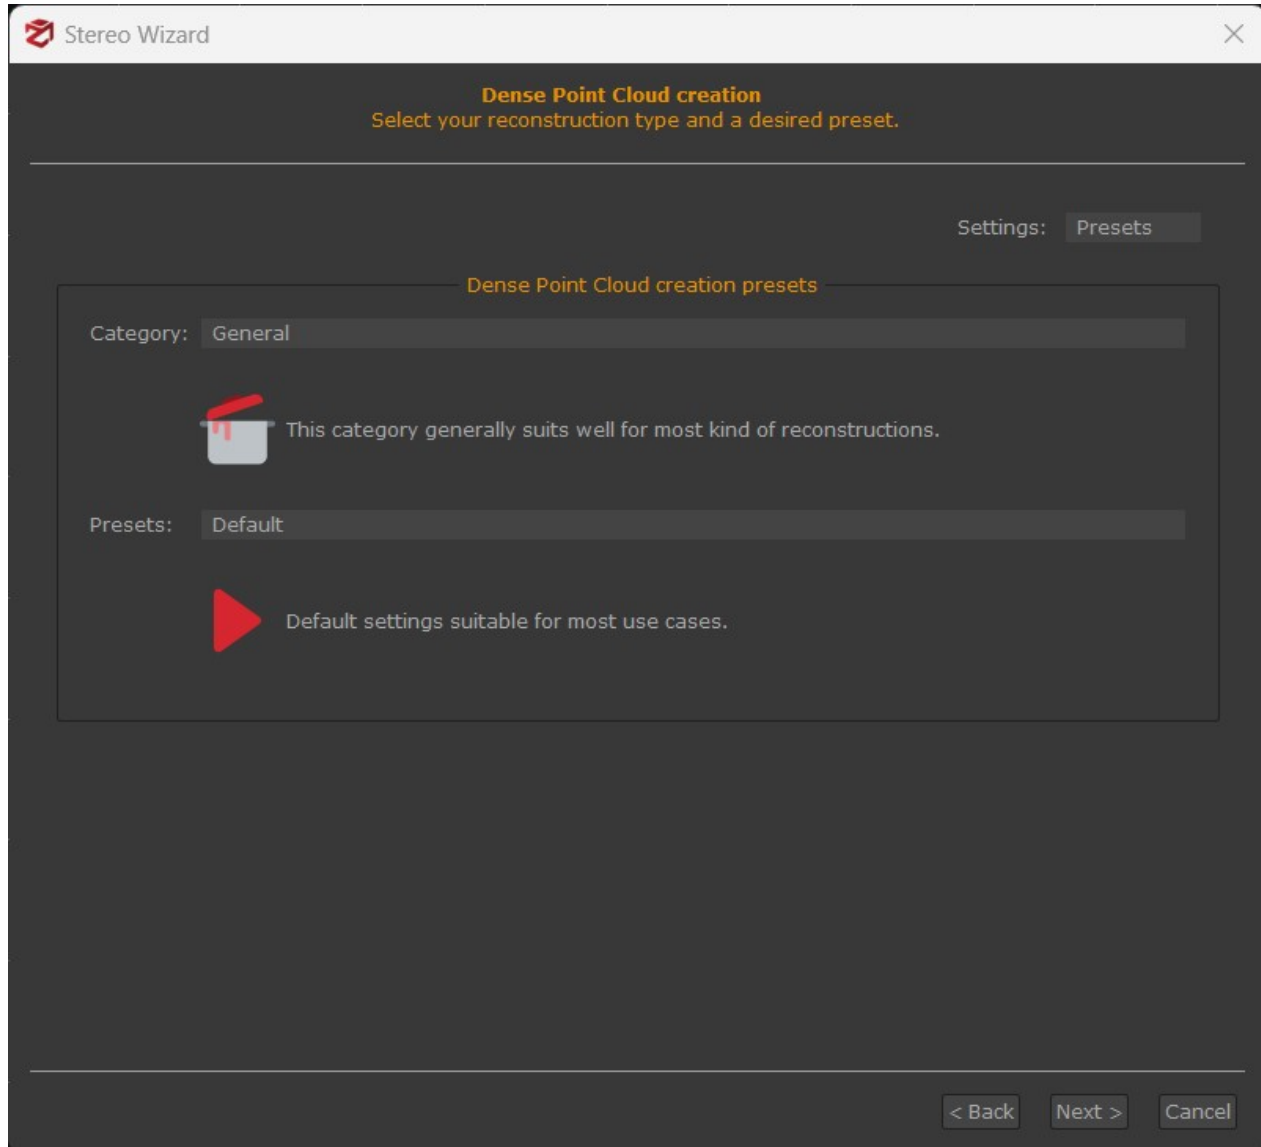 Stereo Wizard
Dense Point Cloud creation
Select your reconstruction type and a desired preset.
Settings: Presets
Dense Point Cloud creation presets
Category: General
This category generally suits well for most kind of reconstructions.
Presets: Default
Default settings suitable for most use cases.
< Back Next > Cancel